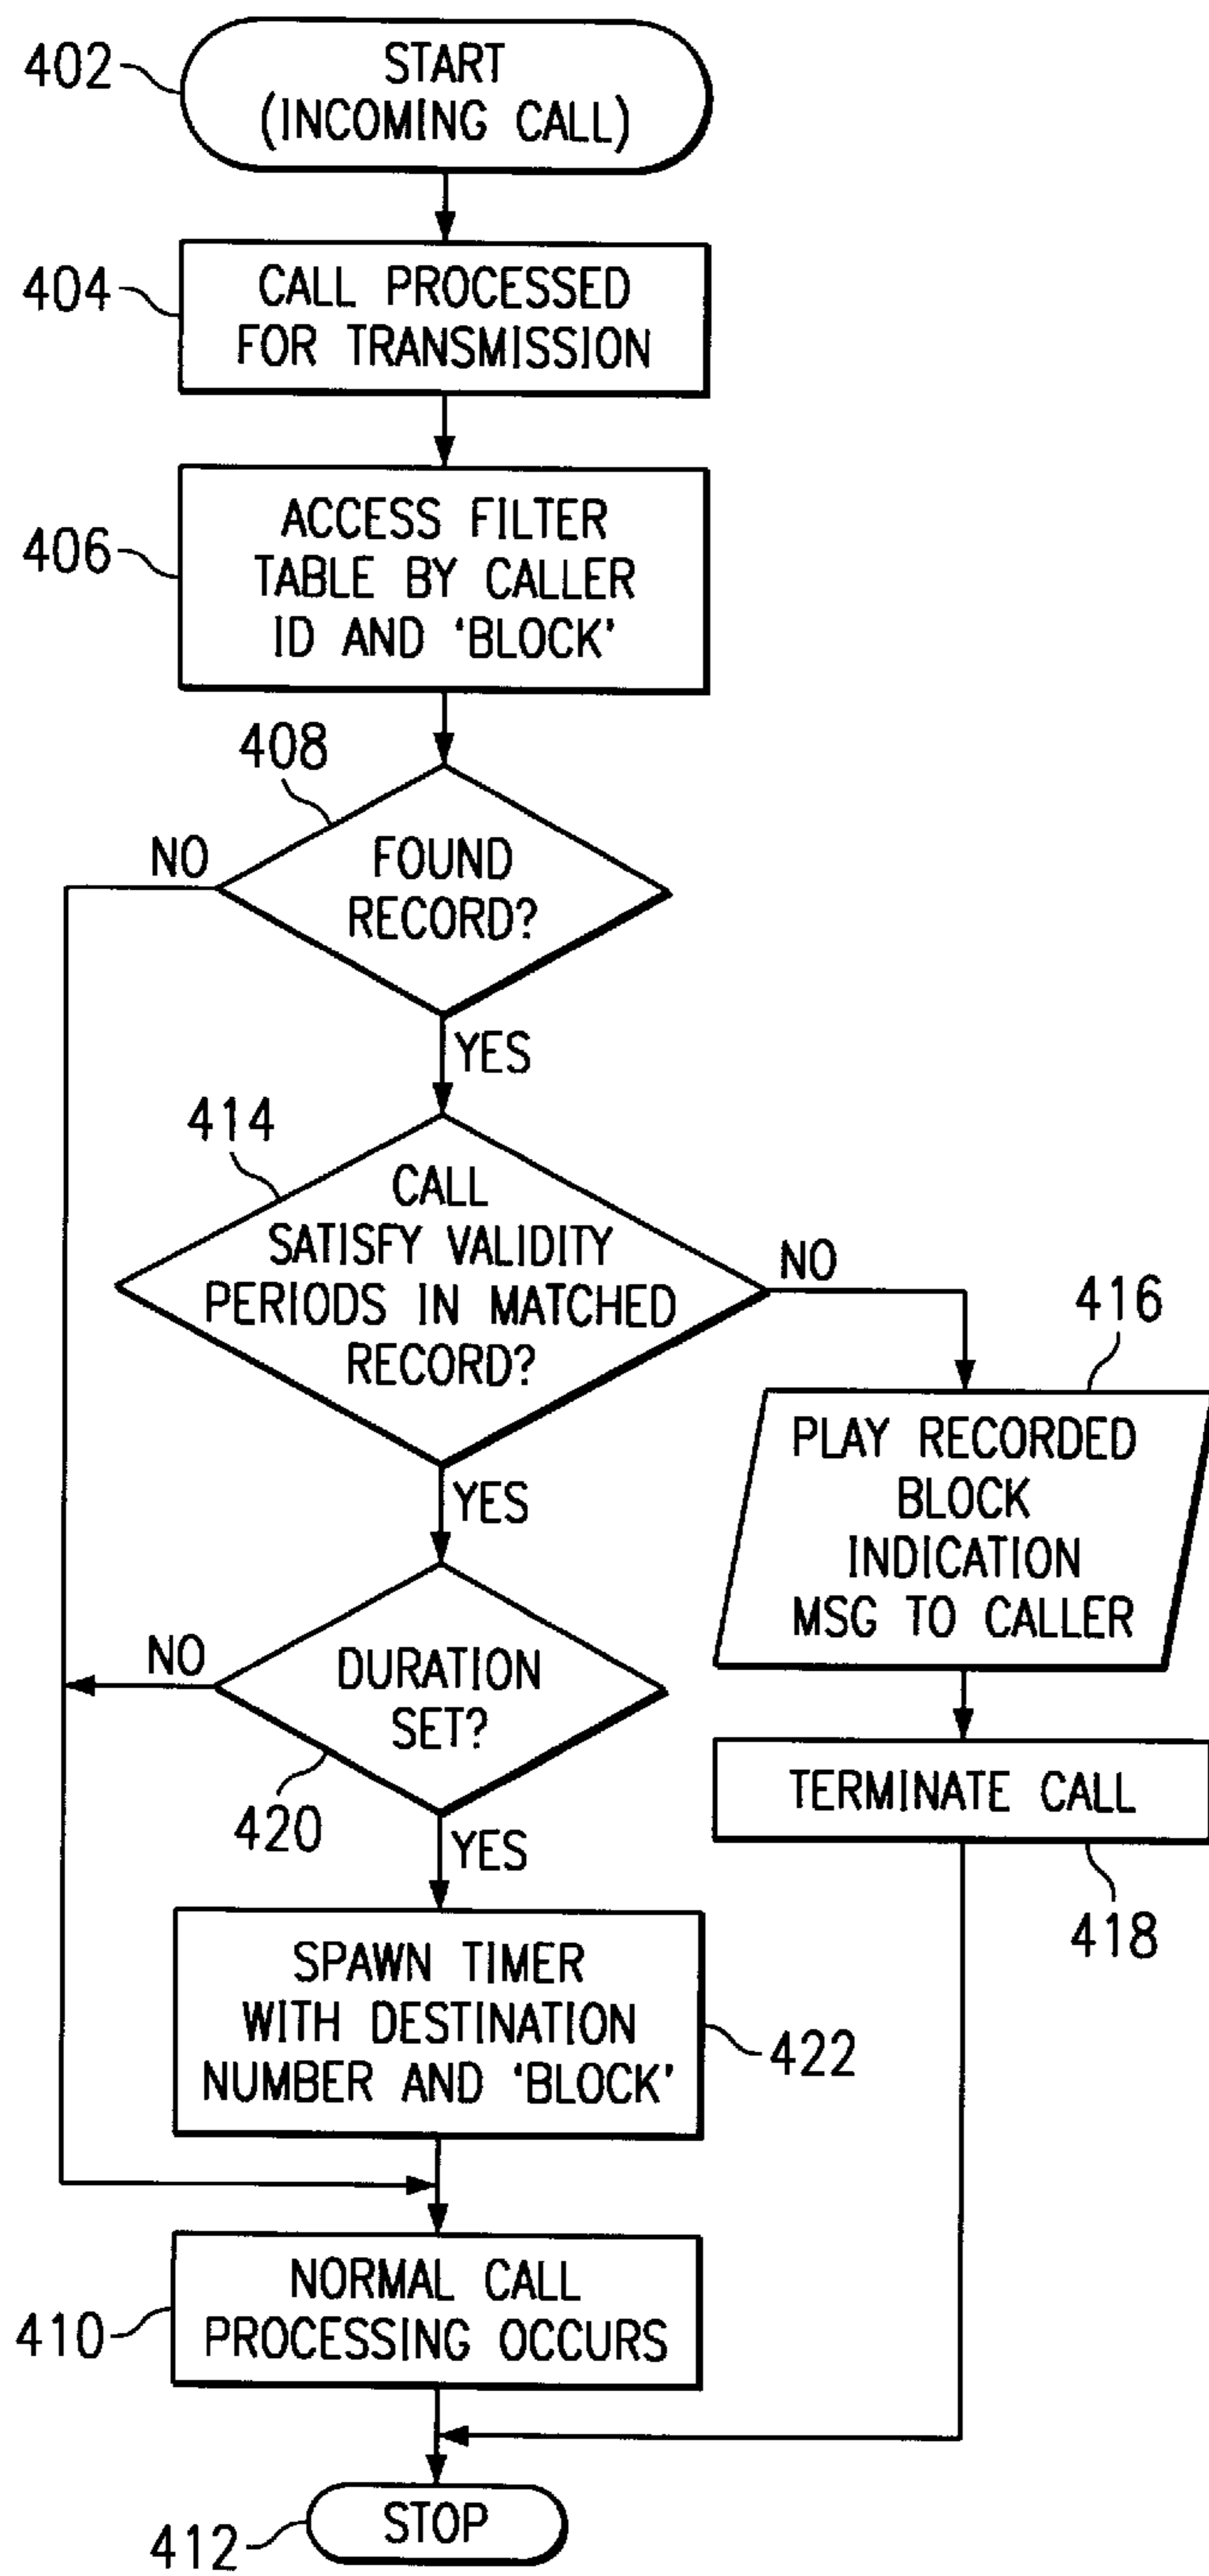 402
START
(INCOMING CALL)
404
CALL PROCESSED
FOR TRANSMISSION
406
ACCESS FILTER
TABLE BY CALLER
ID AND ‘BLOCK’
408
NO
FOUND
RECORD?
YES
414
CALL
SATISFY VALIDITY
PERIODS IN MATCHED
RECORD?
NO
416
PLAY RECORDED
BLOCK
INDICATION
MSG TO CALLER
YES
NO
DURATION
SET?
420
TERMINATE CALL
418
YES
SPAWN TIMER
WITH DESTINATION
NUMBER AND ‘BLOCK’
422
410
NORMAL CALL
PROCESSING OCCURS
412
STOP